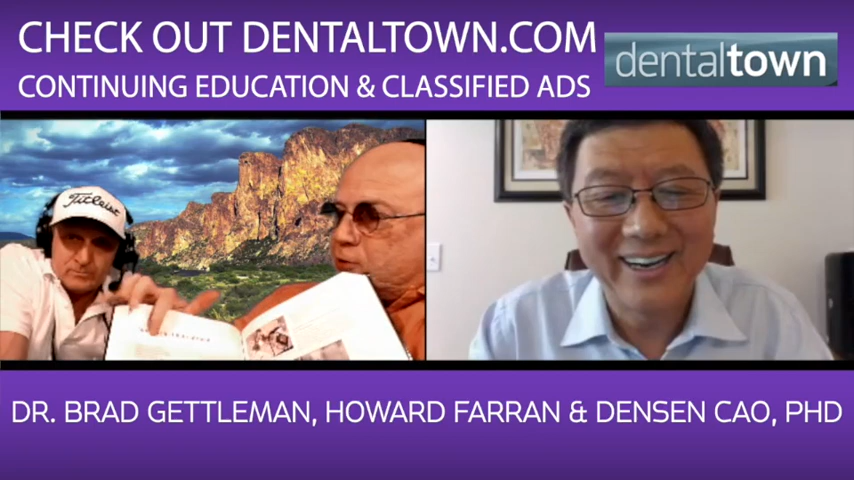 CHECK OUT DENTALTOWN.COM
CONTINUING EDUCATION & CLASSIFIED ADS
dentaltown
Titleist
DR. BRAD GETTLEMAN, HOWARD FARRAN & DENSEN CAO, PHD